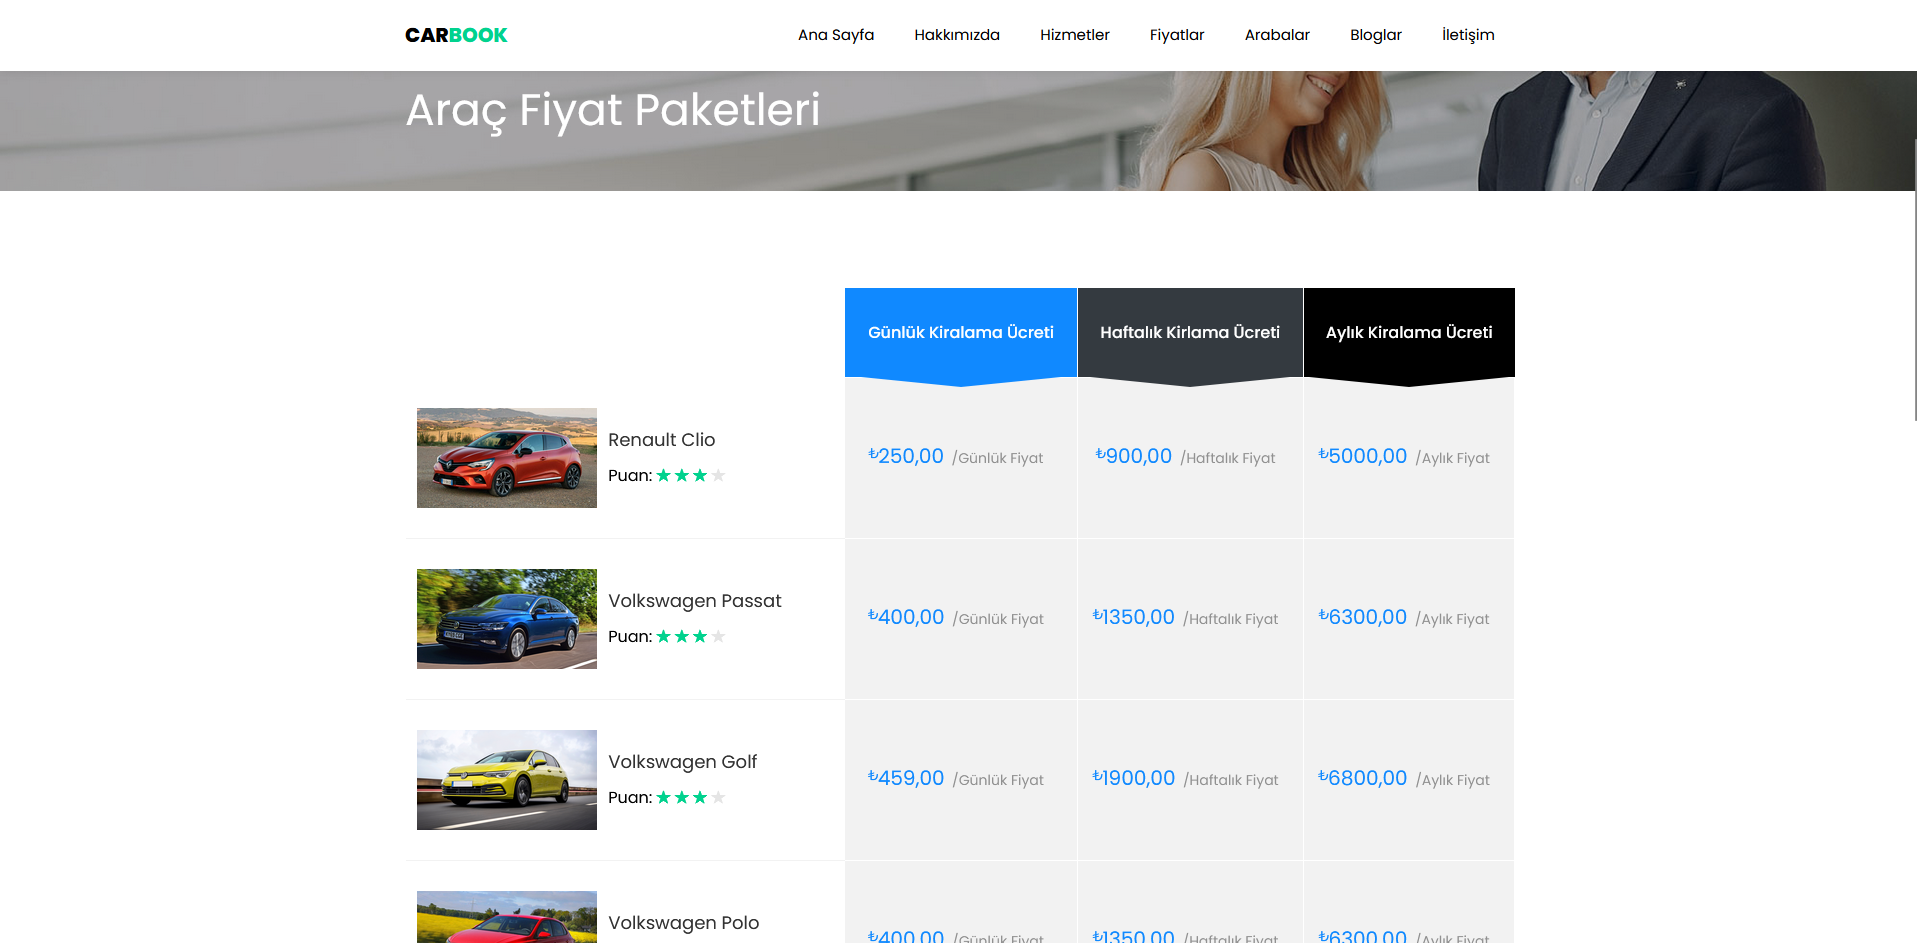 CARBOOK
Ana Sayfa Hakkımızda Hizmetler Fiyatlar Arabalar Bloglar İletişim
Araç Fiyat Paketleri
Günlük Kiralama Ücreti Haftalık Kirlama Ücreti Aylık Kiralama Ücreti
Renault Clio
Puan:
₺250,00 /Günlük Fiyat ₺900,00 /Haftalık Fiyat ₺5000,00 /Aylık Fiyat
Volkswagen Passat
Puan:
₺400,00 /Günlük Fiyat ₺1350,00 /Haftalık Fiyat ₺6300,00 /Aylık Fiyat
Volkswagen Golf
Puan:
₺459,00 /Günlük Fiyat ₺1900,00 /Haftalık Fiyat ₺6800,00 /Aylık Fiyat
Volkswagen Polo
₺400,00 /Günlük Fiyat ₺1350,00 /Haftalık Fiyat ₺6300,00 /Aylık Fiyat